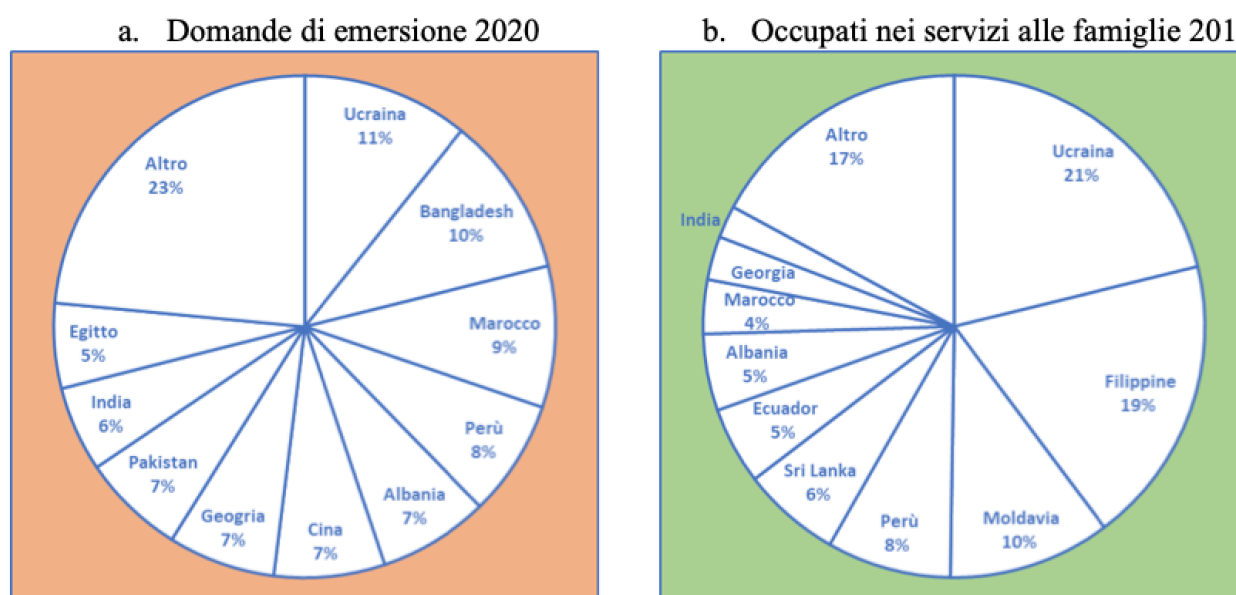 a. Domande di emersione 2020
Ucraina
11%
Bangladesh
10%
Marocco
9%
Perù
8%
Albania
7%
Cina
7%
Geogria
7%
Pakistan
7%
India
6%
Egitto
5%
Altro
23%
b. Occupati nei servizi alle famiglie 201
Ucraina
21%
Filippine
19%
Moldavia
10%
Perù
8%
Sri Lanka
6%
Ecuador
5%
Albania
5%
Marocco
4%
Georgia
India
Altro
17%